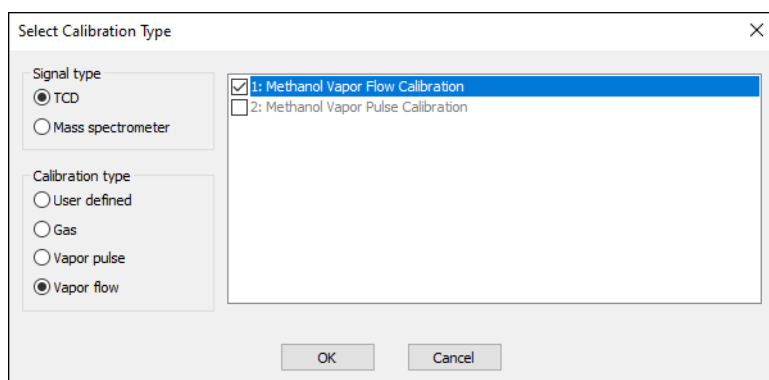 Select Calibration Type
Signal type
TCD
Mass spectrometer
Calibration type
User defined
Gas
Vapor pulse
Vapor flow
1: Methanol Vapor Flow Calibration
2: Methanol Vapor Pulse Calibration
OK
Cancel